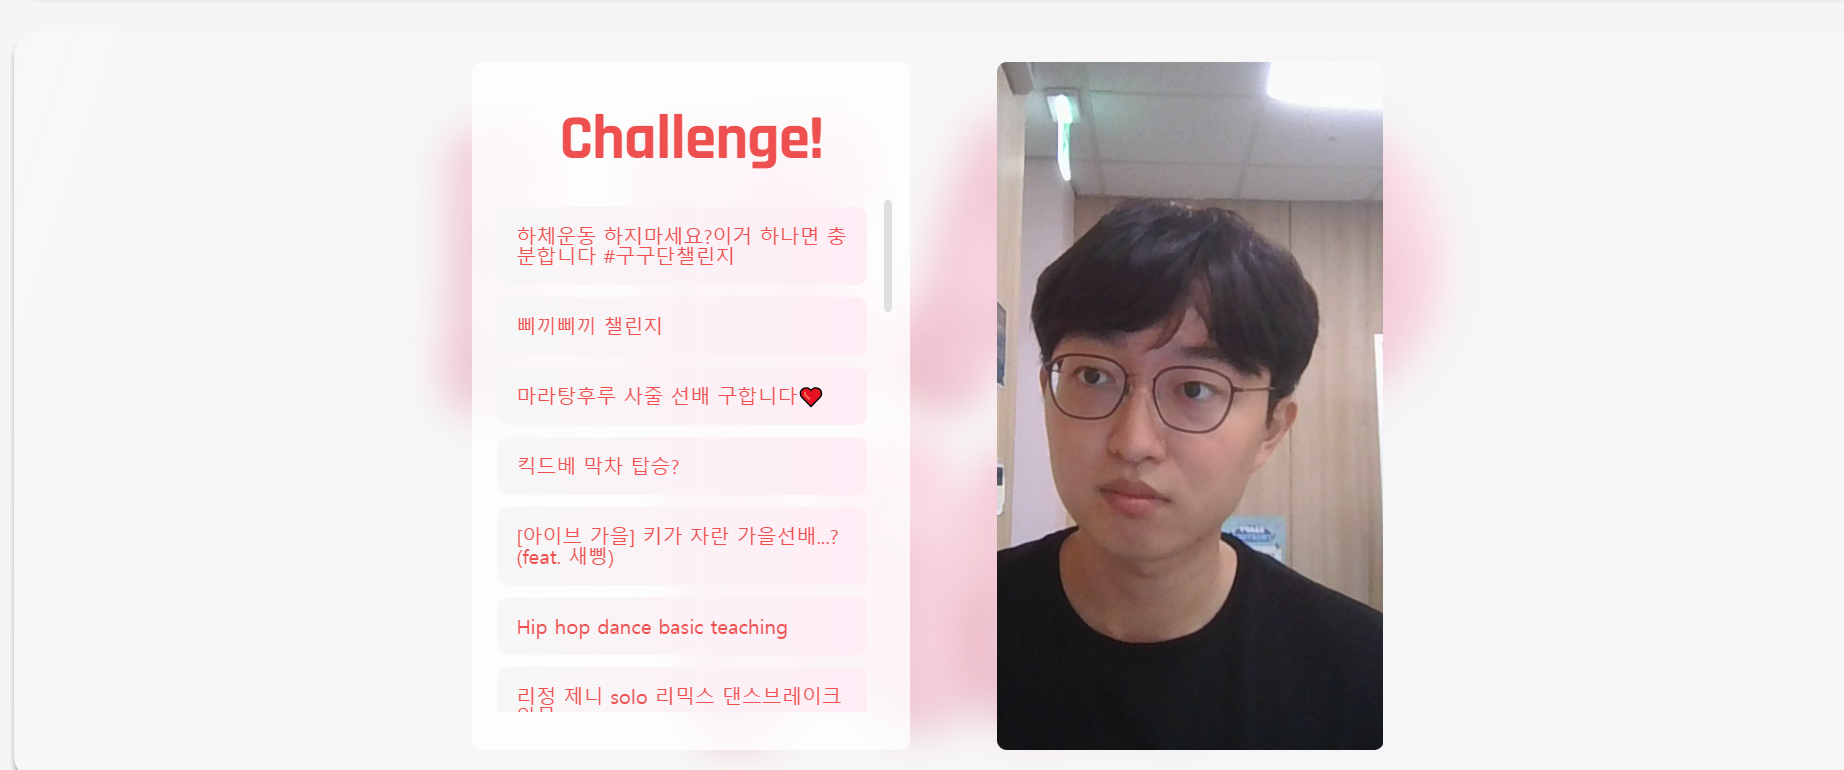 Challenge!
하체운동 하지마세요?이거 하나면 충
분합니다 #구구단챌린지
삐끼삐끼 챌린지
마라탕후루 사줄 선배 구합니다❤️
킥드베 막차 탑승?
[아이브 가을] 키가 자란 가을선배...?
(feat. 새삥)
Hip hop dance basic teaching
리정 제니 solo 리믹스 댄스브레이크